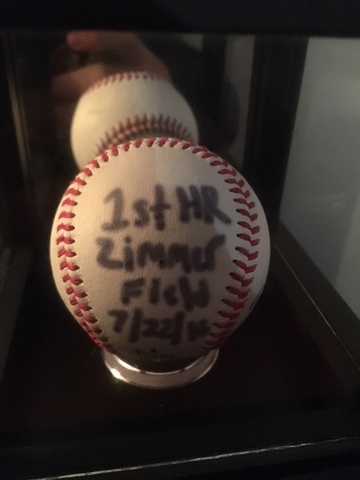 1st HR
Zimmer
Field
7/22/16